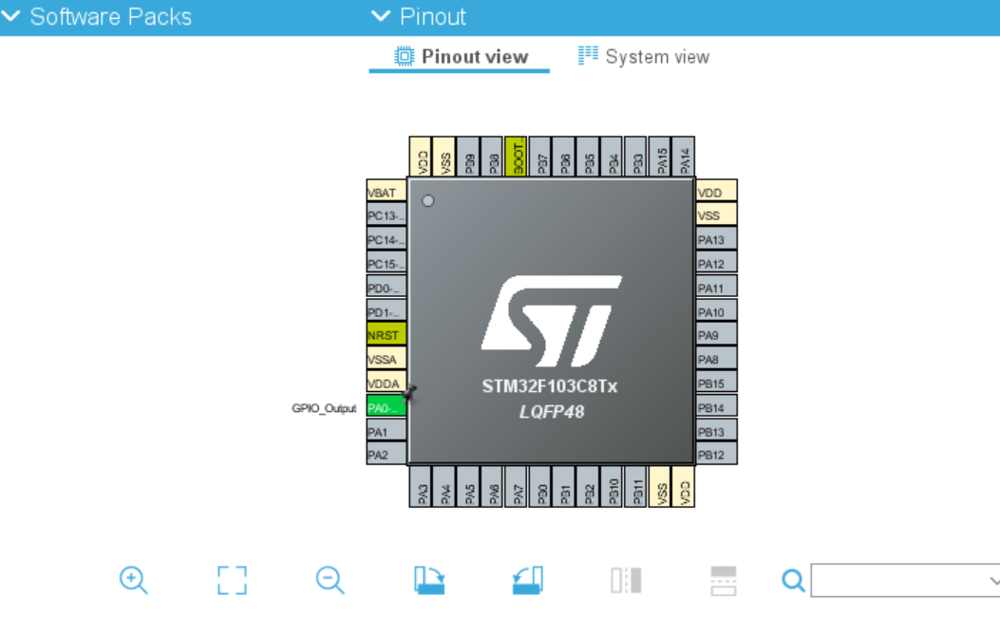 Software Packs
Pinout
Pinout view
System view
VDD
VSS
PB9
PB8
BOOT..
PB7
PB6
PB5
PB4
PB3
PA15
PA14
VBAT
PC13-..
PC14-..
PC15-..
PD0-..
PD1-..
NRST
VSSA
VDDA
GPIO_Output
PA0-..
PA1
PA2
VDD
VSS
PA13
PA12
PA11
PA10
PA9
PA8
PB15
PB14
PB13
PB12
ST
STM32F103C8Tx
LQFP48
PA3
PA4
PA5
PA6
PA7
PB0
PB1
PB2
PB10
PB11
VSS
VDD